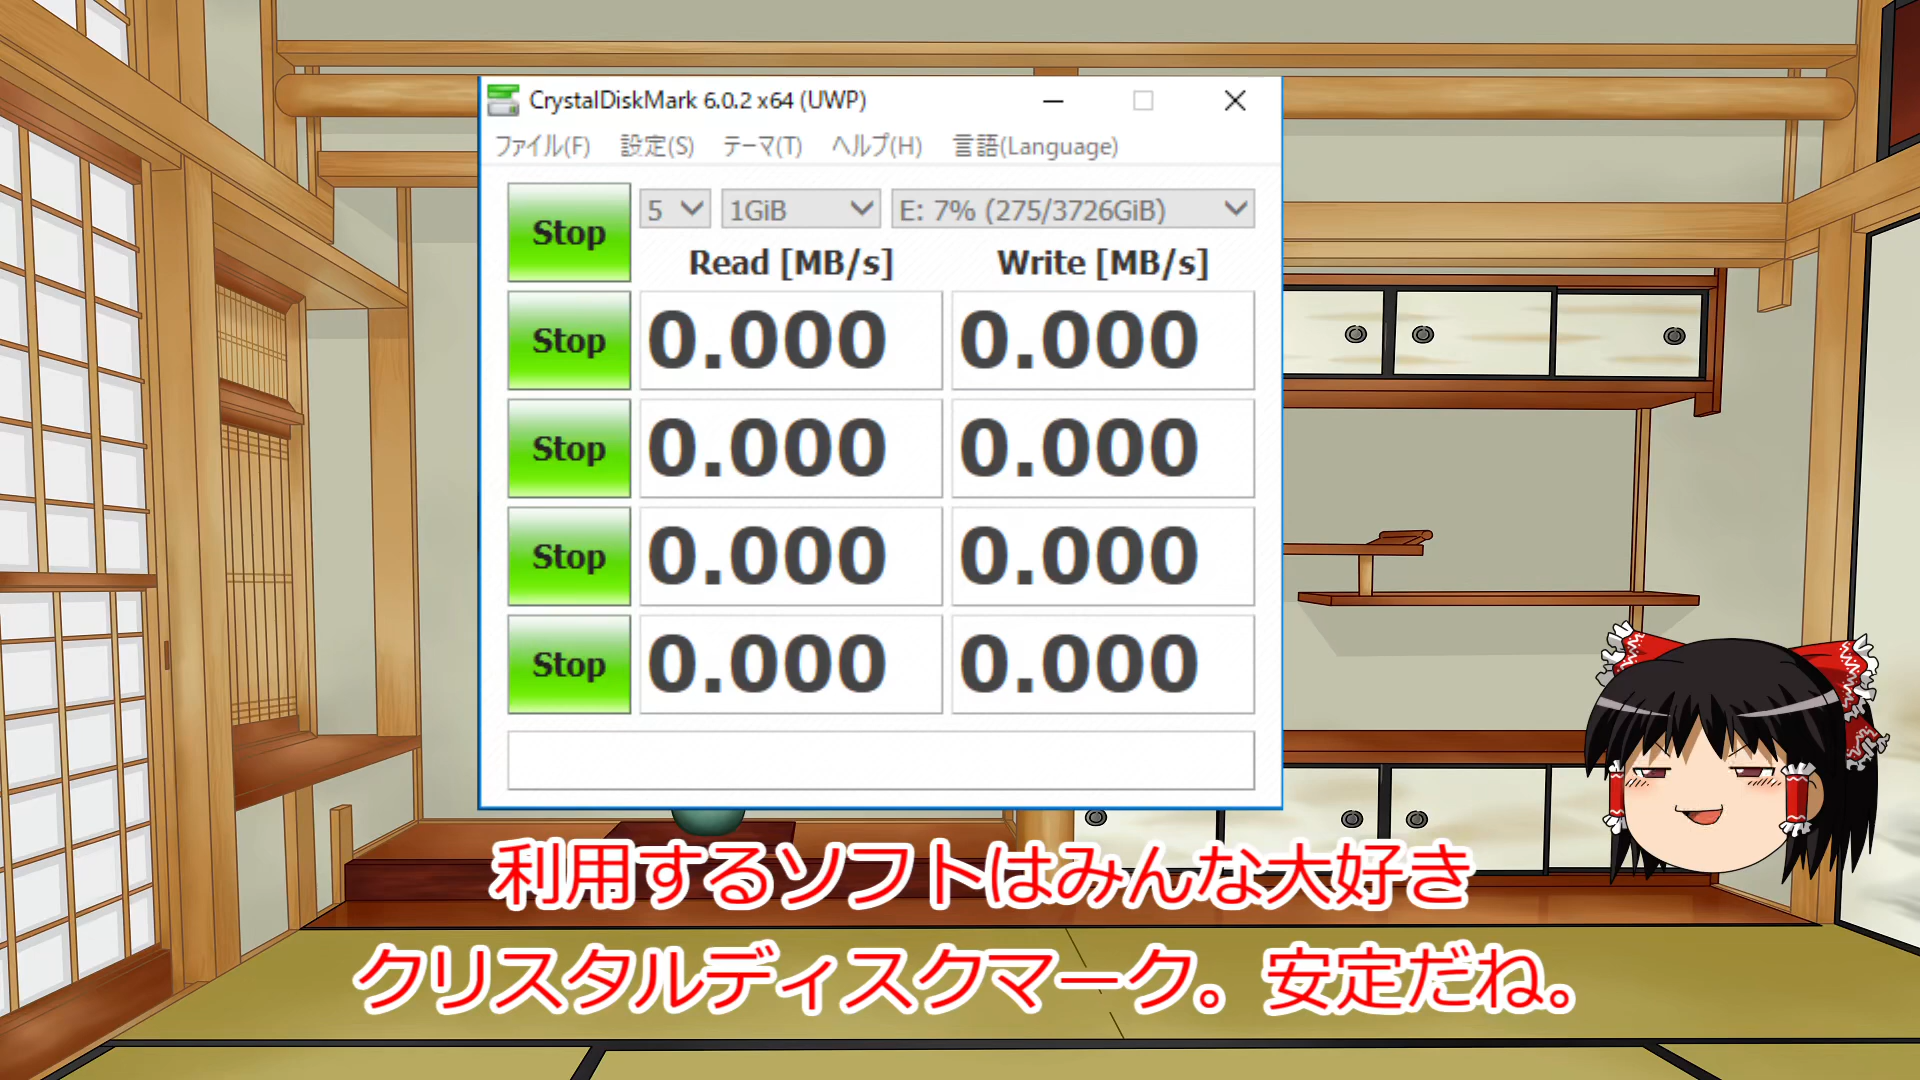 CrystalDiskMark 6.0.2 x64 (UWP)
ファイル(F) 設定(S) テーマ(T) ヘルプ(H) 言語(Language)
Stop 5 1GiB E: 7% (275/3726GiB)
Read [MB/s] Write [MB/s]
Stop 0.000 0.000
Stop 0.000 0.000
Stop 0.000 0.000
Stop 0.000 0.000
利用するソフトはみんな大好き
クリスタルディスクマーク。安定だね。